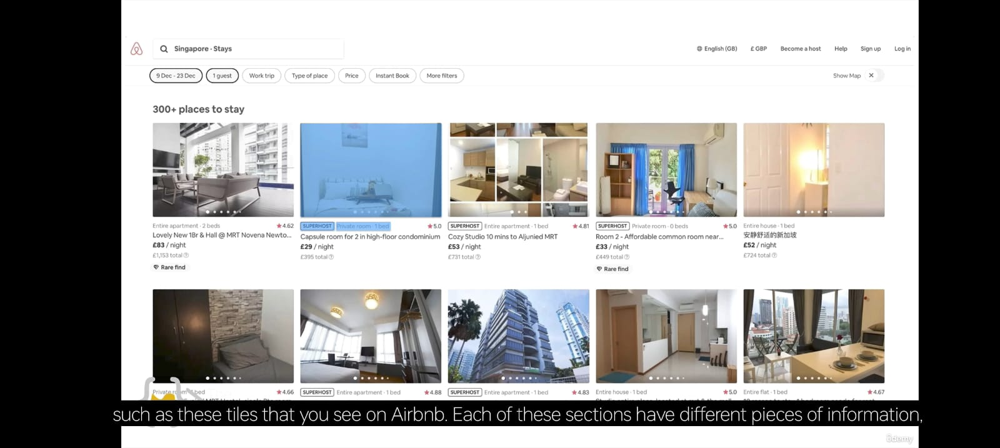 Singapore · Stays
English (GB) £ GBP Become a host Help Sign up Log in
9 Dec - 23 Dec 1 guest Work trip Type of place Price Instant Book More filters Show Map
300+ places to stay
Entire apartment · 2 beds 4.62
Lovely New 1Br & Hall @ MRT Novena Newto...
£83 / night
£1,153 total
Rare find
SUPERHOST Private room · 1 bed 5.0
Capsule room for 2 in high-floor condominium
£29 / night
£395 total
SUPERHOST Entire apartment · 1 bed 4.81
Cozy Studio 10 mins to Aljunied MRT
£53 / night
£731 total
SUPERHOST Private room · 0 beds 5.0
Room 2 - Affordable common room near...
£33 / night
£449 total
Rare find
Entire house · 1 bed
安静舒适的新加坡
£52 / night
£724 total
Private room · 1 bed 4.66
SUPERHOST Entire apartment · 1 bed 4.88
SUPERHOST Entire apartment · 1 bed 4.83
Entire house · 1 bed 5.0
Entire flat · 1 bed 4.67
such as these tiles that you see on Airbnb. Each of these sections have different pieces of information,
ûdemy